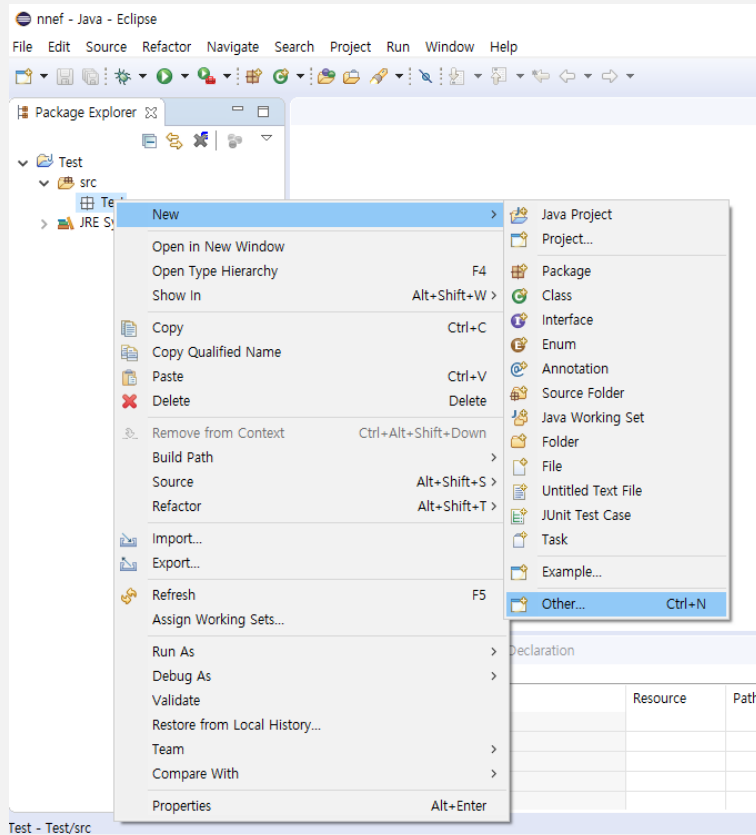 nnef - Java - Eclipse
File Edit Source Refactor Navigate Search Project Run Window Help
Package Explorer
Test
src
JRE
New
Open in New Window
Open Type Hierarchy F4
Show In Alt+Shift+W >
Copy Ctrl+C
Copy Qualified Name
Paste Ctrl+V
Delete Delete
Remove from Context Ctrl+Alt+Shift+Down
Build Path
Source Alt+Shift+S >
Refactor Alt+Shift+T >
Import...
Export...
Refresh F5
Assign Working Sets...
Run As
Debug As
Validate
Restore from Local History...
Team
Compare With
Properties Alt+Enter
Java Project
Project...
Package
Class
Interface
Enum
Annotation
Source Folder
Java Working Set
Folder
File
Untitled Text File
JUnit Test Case
Task
Example...
Other... Ctrl+N
Declaration
Resource Path
Test - Test/src